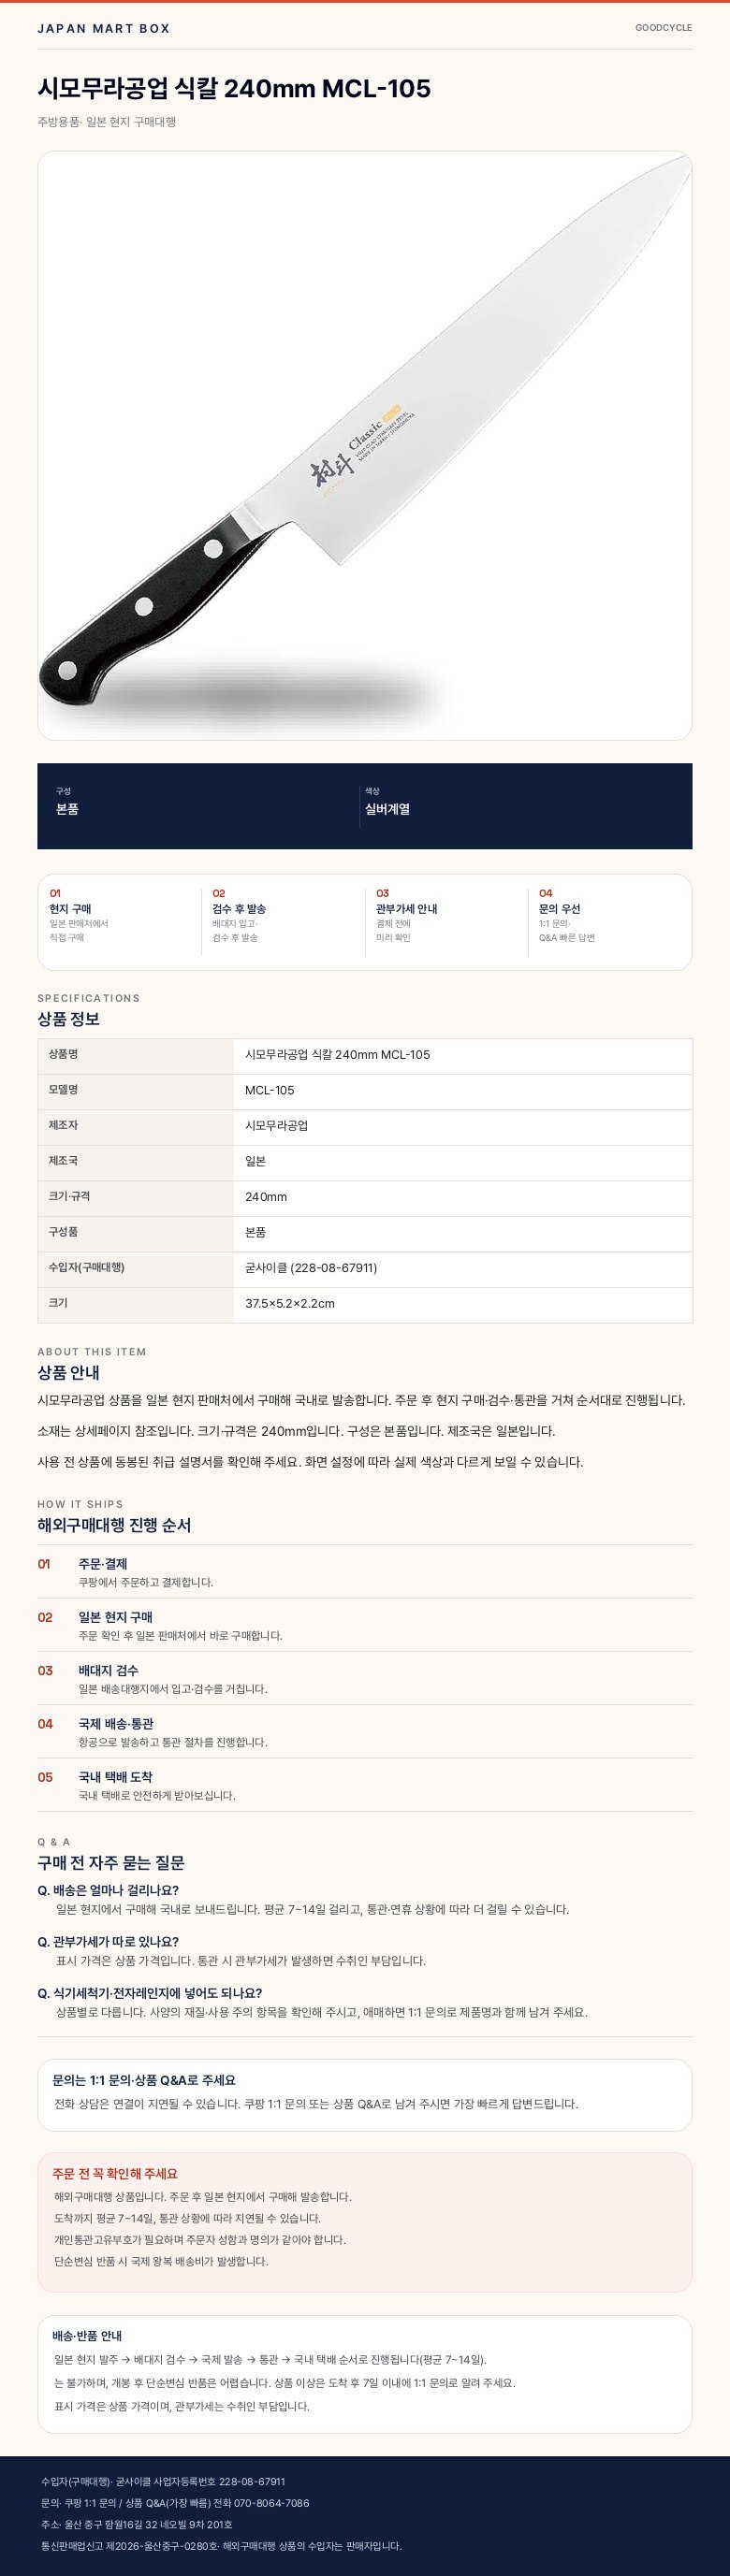 JAPAN MART BOX
GOODCYCLE
시모무라공업 식칼 240mm MCL-105
주방용품· 일본 현지 구매대행
村斗 Classic
구성
본품
색상
실버계열
01
현지 구매
일본 판매처에서
직접 구매
02
검수 후 발송
배대지 입고·
검수 후 발송
03
관부가세 안내
결제 전에
미리 확인
04
문의 우선
1:1 문의·
Q&A 빠른 답변
SPECIFICATIONS
상품 정보
상품명 시모무라공업 식칼 240mm MCL-105
모델명 MCL-105
제조자 시모무라공업
제조국 일본
크기·규격 240mm
구성품 본품
수입자(구매대행) 굳사이클 (228-08-67911)
크기 37.5×5.2×2.2cm
ABOUT THIS ITEM
상품 안내
시모무라공업 상품을 일본 현지 판매처에서 구매해 국내로 발송합니다. 주문 후 현지 구매·검수·통관을 거쳐 순서대로 진행됩니다.
소재는 상세페이지 참조입니다. 크기·규격은 240mm입니다. 구성은 본품입니다. 제조국은 일본입니다.
사용 전 상품에 동봉된 취급 설명서를 확인해 주세요. 화면 설정에 따라 실제 색상과 다르게 보일 수 있습니다.
HOW IT SHIPS
해외구매대행 진행 순서
01 주문·결제
쿠팡에서 주문하고 결제합니다.
02 일본 현지 구매
주문 확인 후 일본 판매처에서 바로 구매합니다.
03 배대지 검수
일본 배송대행지에서 입고·검수를 거칩니다.
04 국제 배송·통관
항공으로 발송하고 통관 절차를 진행합니다.
05 국내 택배 도착
국내 택배로 안전하게 받아보십니다.
Q & A
구매 전 자주 묻는 질문
Q. 배송은 얼마나 걸리나요?
일본 현지에서 구매해 국내로 보내드립니다. 평균 7~14일 걸리고, 통관·연휴 상황에 따라 더 걸릴 수 있습니다.
Q. 관부가세가 따로 있나요?
표시 가격은 상품 가격입니다. 통관 시 관부가세가 발생하면 수취인 부담입니다.
Q. 식기세척기·전자레인지에 넣어도 되나요?
상품별로 다릅니다. 사양의 재질·사용 주의 항목을 확인해 주시고, 애매하면 1:1 문의로 제품명과 함께 남겨 주세요.
문의는 1:1 문의·상품 Q&A로 주세요
전화 상담은 연결이 지연될 수 있습니다. 쿠팡 1:1 문의 또는 상품 Q&A로 남겨 주시면 가장 빠르게 답변드립니다.
주문 전 꼭 확인해 주세요
해외구매대행 상품입니다. 주문 후 일본 현지에서 구매해 발송합니다.
도착까지 평균 7~14일, 통관 상황에 따라 지연될 수 있습니다.
개인통관고유부호가 필요하며 주문자 성함과 명의가 같아야 합니다.
단순변심 반품 시 국제 왕복 배송비가 발생합니다.
배송·반품 안내
일본 현지 발주 → 배대지 검수 → 국제 발송 → 통관 → 국내 택배 순서로 진행됩니다(평균 7~14일).
는 불가하며, 개봉 후 단순변심 반품은 어렵습니다. 상품 이상은 도착 후 7일 이내에 1:1 문의로 알려 주세요.
표시 가격은 상품 가격이며, 관부가세는 수취인 부담입니다.
수입자(구매대행)· 굳사이클 사업자등록번호 228-08-67911
문의· 쿠팡 1:1 문의 / 상품 Q&A(가장 빠름) 전화 070-8064-7086
주소· 울산 중구 함월16길 32 네오빌 9차 201호
통신판매업신고 제2026-울산중구-0280호· 해외구매대행 상품의 수입자는 판매자입니다.